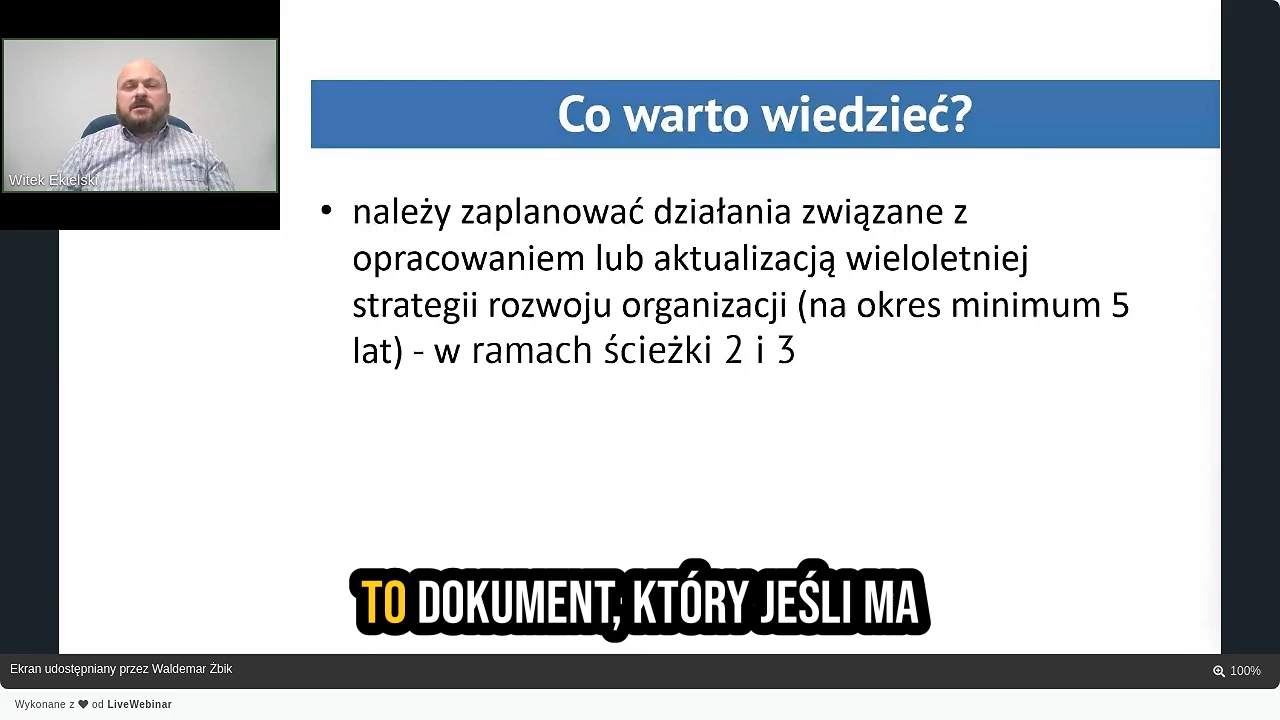 Co warto wiedzieć?
Witek Ekielski
• należy zaplanować działania związane z
opracowaniem lub aktualizacją wieloletniej
strategii rozwoju organizacji (na okres minimum 5
lat) - w ramach ścieżki 2 i 3
TO DOKUMENT, KTÓRY JEŚLI MA
Ekran udostępniany przez Waldemar Żbik
100%
Wykonane z ♥ od LiveWebinar